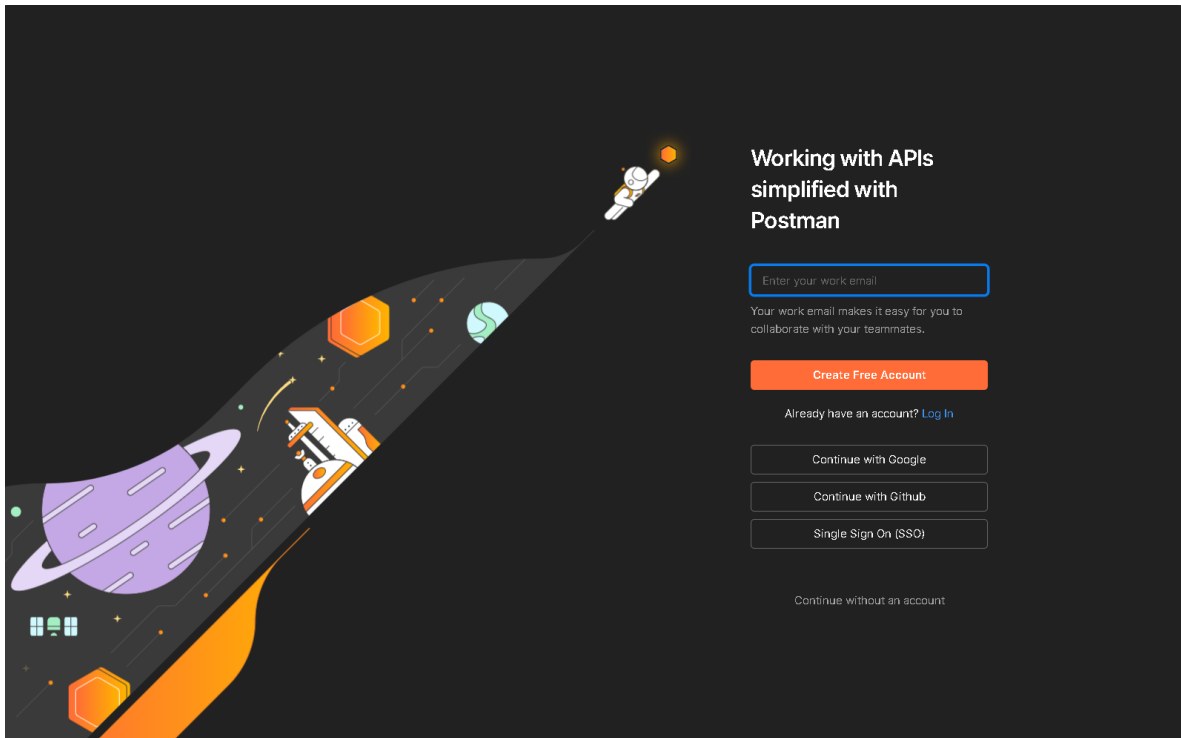 Working with APIs
simplified with
Postman
Enter your work email
Your work email makes it easy for you to
collaborate with your teammates.
Create Free Account
Already have an account? Log In
Continue with Google
Continue with Github
Single Sign On (SSO)
Continue without an account